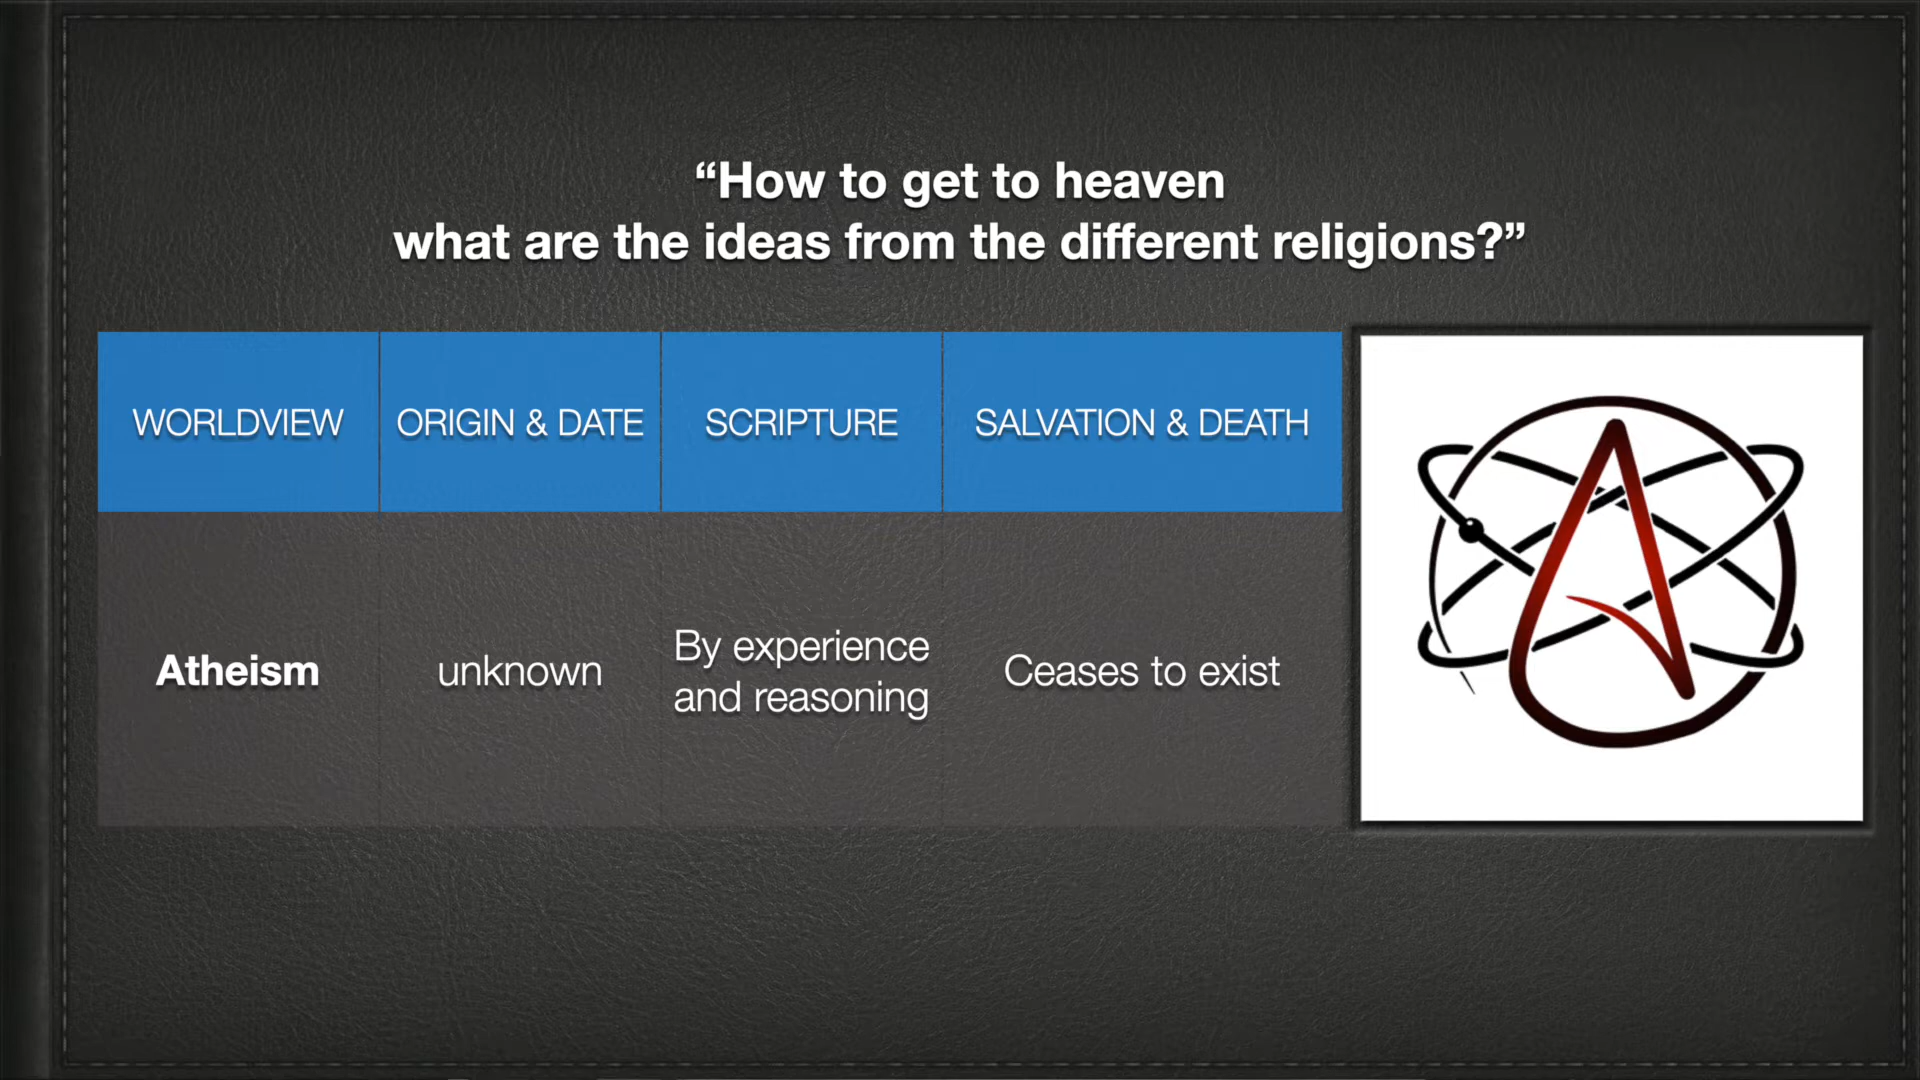 “How to get to heaven
what are the ideas from the different religions?”
WORLDVIEW
ORIGIN & DATE
SCRIPTURE
SALVATION & DEATH
Atheism
unknown
By experience
and reasoning
Ceases to exist